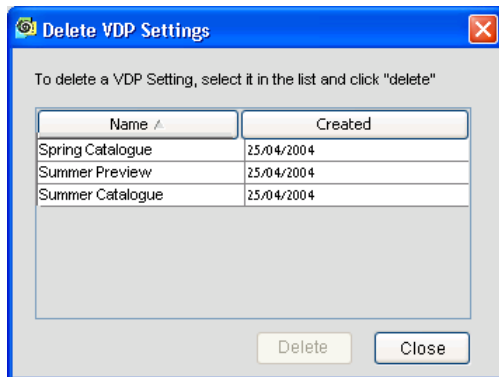 Delete VDP Settings
To delete a VDP Setting, select it in the list and click "delete"
Name Created
Spring Catalogue 25/04/2004
Summer Preview 25/04/2004
Summer Catalogue 25/04/2004
Delete Close